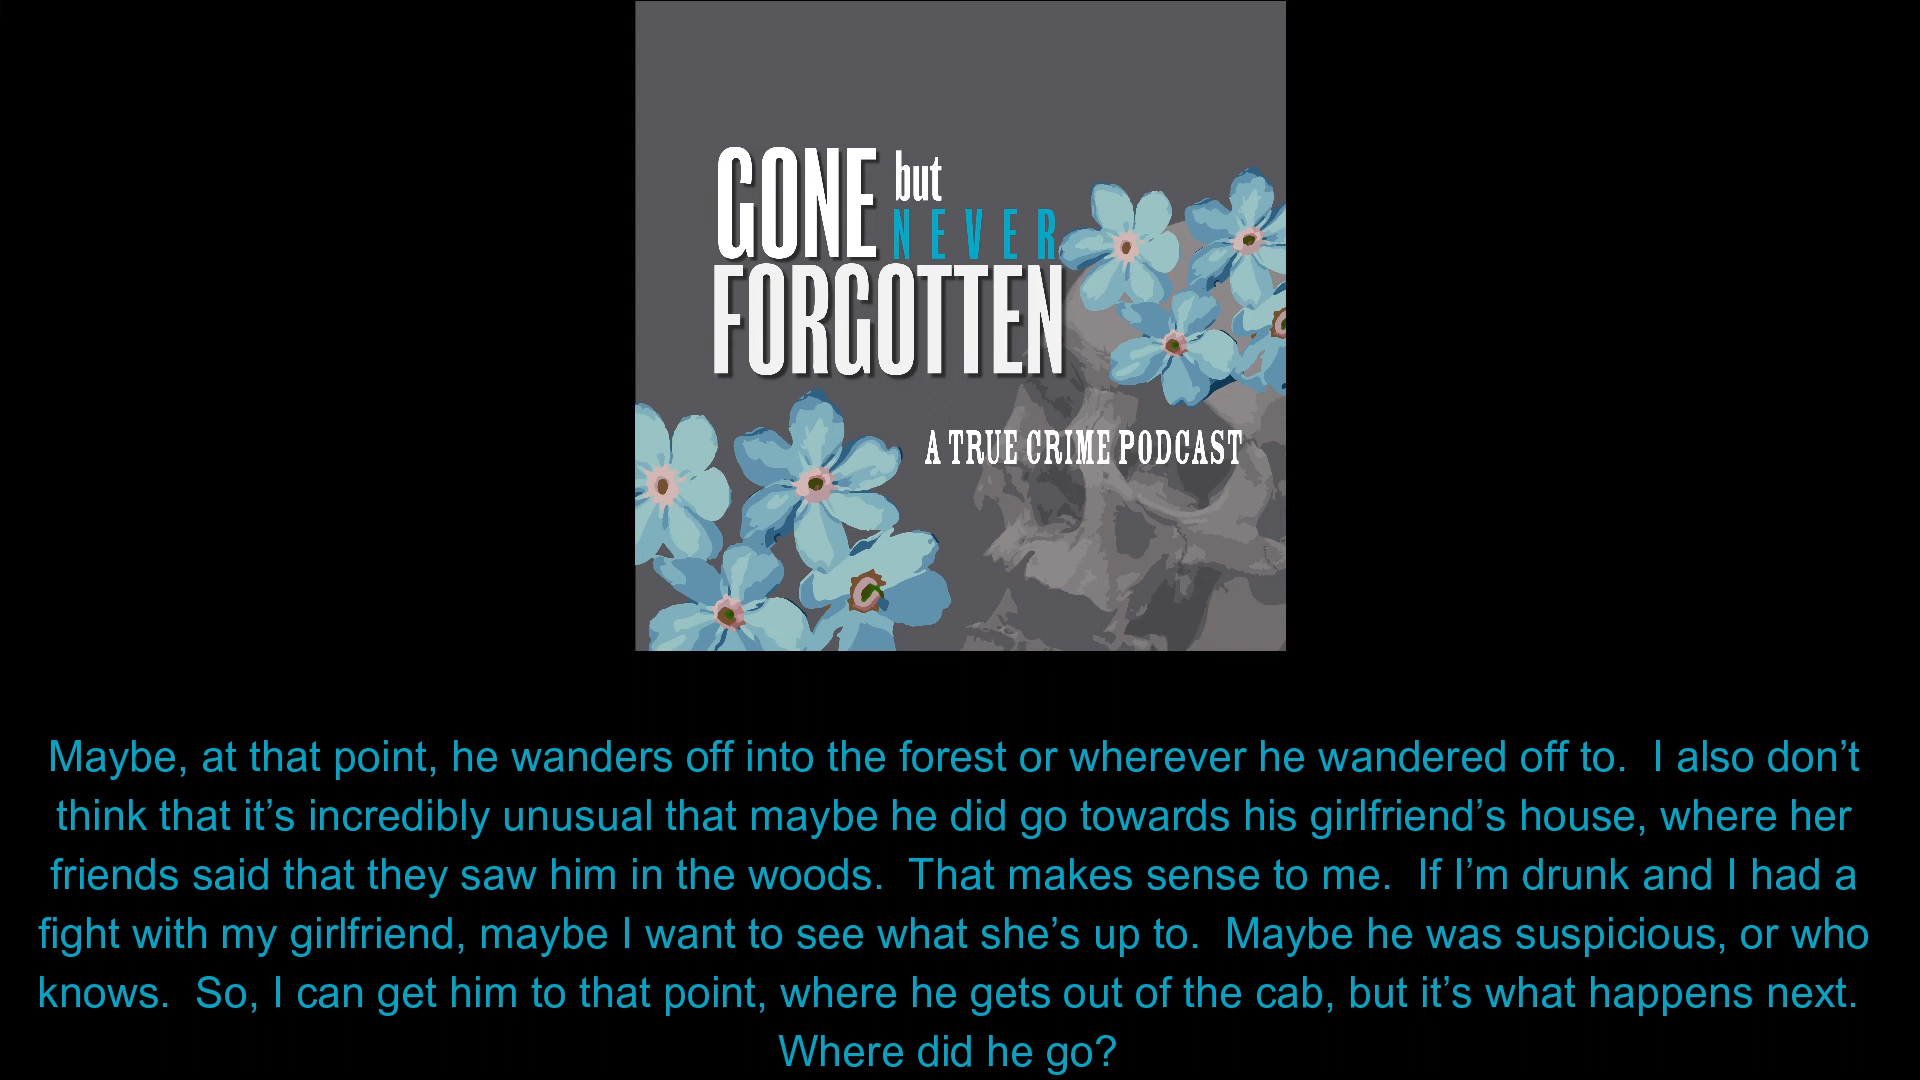 GONE but
NEVER
FORGOTTEN
A TRUE CRIME PODCAST
Maybe, at that point, he wanders off into the forest or wherever he wandered off to.  I also don’t
think that it’s incredibly unusual that maybe he did go towards his girlfriend’s house, where her
friends said that they saw him in the woods.  That makes sense to me.  If I’m drunk and I had a
fight with my girlfriend, maybe I want to see what she’s up to.  Maybe he was suspicious, or who
knows.  So, I can get him to that point, where he gets out of the cab, but it’s what happens next.
Where did he go?